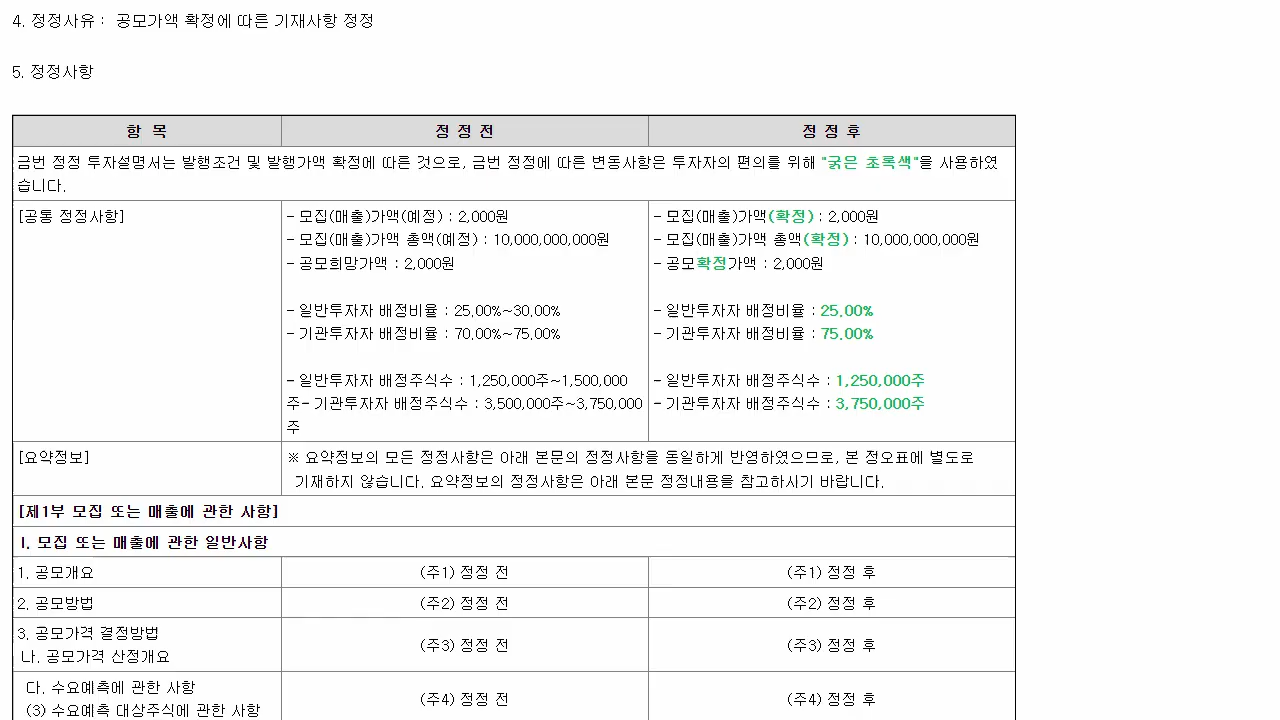 4. 정정사유 : 공모가액 확정에 따른 기재사항 정정
5. 정정사항
항 목
정 정 전
정 정 후
금번 정정 투자설명서는 발행조건 및 발행가액 확정에 따른 것으로, 금번 정정에 따른 변동사항은 투자자의 편의를 위해 "굵은 초록색"을 사용하였
습니다.
[공통 정정사항]
- 모집(매출)가액(예정) : 2,000원
- 모집(매출)가액 총액(예정) : 10,000,000,000원
- 공모희망가액 : 2,000원
- 일반투자자 배정비율 : 25.00%~30.00%
- 기관투자자 배정비율 : 70.00%~75.00%
- 일반투자자 배정주식수 : 1,250,000주~1,500,000
주- 기관투자자 배정주식수 : 3,500,000주~3,750,000
주
- 모집(매출)가액(확정) : 2,000원
- 모집(매출)가액 총액(확정) : 10,000,000,000원
- 공모확정가액 : 2,000원
- 일반투자자 배정비율 : 25.00%
- 기관투자자 배정비율 : 75.00%
- 일반투자자 배정주식수 : 1,250,000주
- 기관투자자 배정주식수 : 3,750,000주
[요약정보]
※ 요약정보의 모든 정정사항은 아래 본문의 정정사항을 동일하게 반영하였으므로, 본 정오표에 별도로
기재하지 않습니다. 요약정보의 정정사항은 아래 본문 정정내용을 참고하시기 바랍니다.
[제1부 모집 또는 매출에 관한 사항]
I. 모집 또는 매출에 관한 일반사항
1. 공모개요
(주1) 정정 전
(주1) 정정 후
2. 공모방법
(주2) 정정 전
(주2) 정정 후
3. 공모가격 결정방법
나. 공모가격 산정개요
(주3) 정정 전
(주3) 정정 후
다. 수요예측에 관한 사항
(3) 수요예측 대상주식에 관한 사항
(주4) 정정 전
(주4) 정정 후